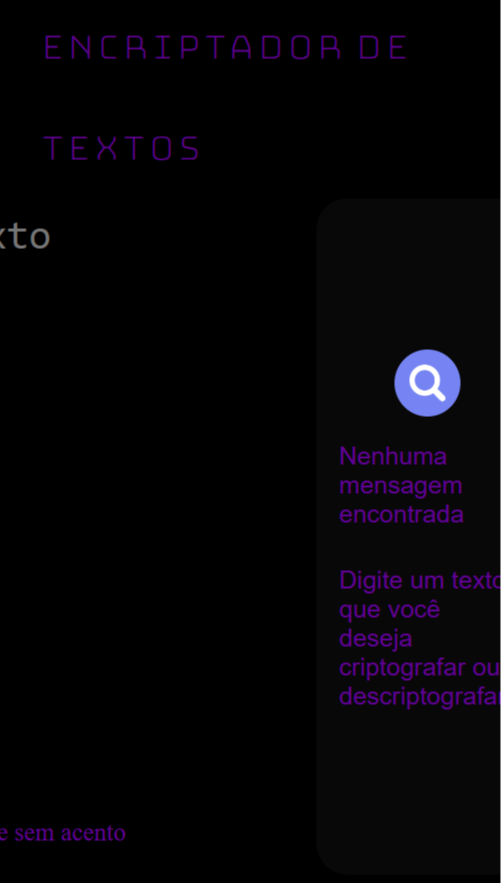 ENCRIPTADOR DE
TEXTOS
xto
Nenhuma
mensagem
encontrada
Digite um texto
que você
deseja
criptografar ou
descriptografar
e sem acento